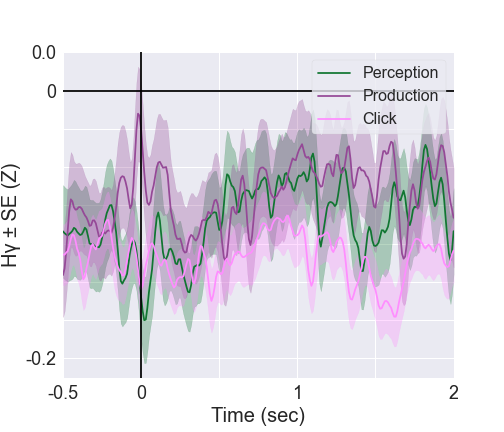 0.0
0
-0.2
Hγ ± SE (Z)
Perception
Production
Click
-0.5
0
1
2
Time (sec)